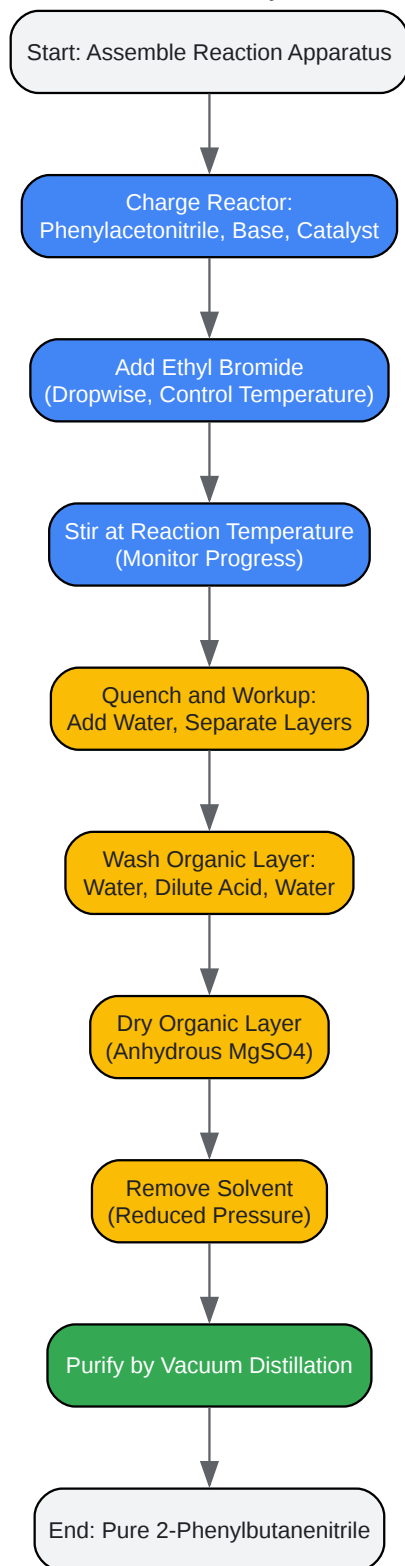 Start: Assemble Reaction Apparatus
Charge Reactor:
Phenylacetonitrile, Base, Catalyst
Add Ethyl Bromide
(Dropwise, Control Temperature)
Stir at Reaction Temperature
(Monitor Progress)
Quench and Workup:
Add Water, Separate Layers
Wash Organic Layer:
Water, Dilute Acid, Water
Dry Organic Layer
(Anhydrous MgSO4)
Remove Solvent
(Reduced Pressure)
Purify by Vacuum Distillation
End: Pure 2-Phenylbutanenitrile